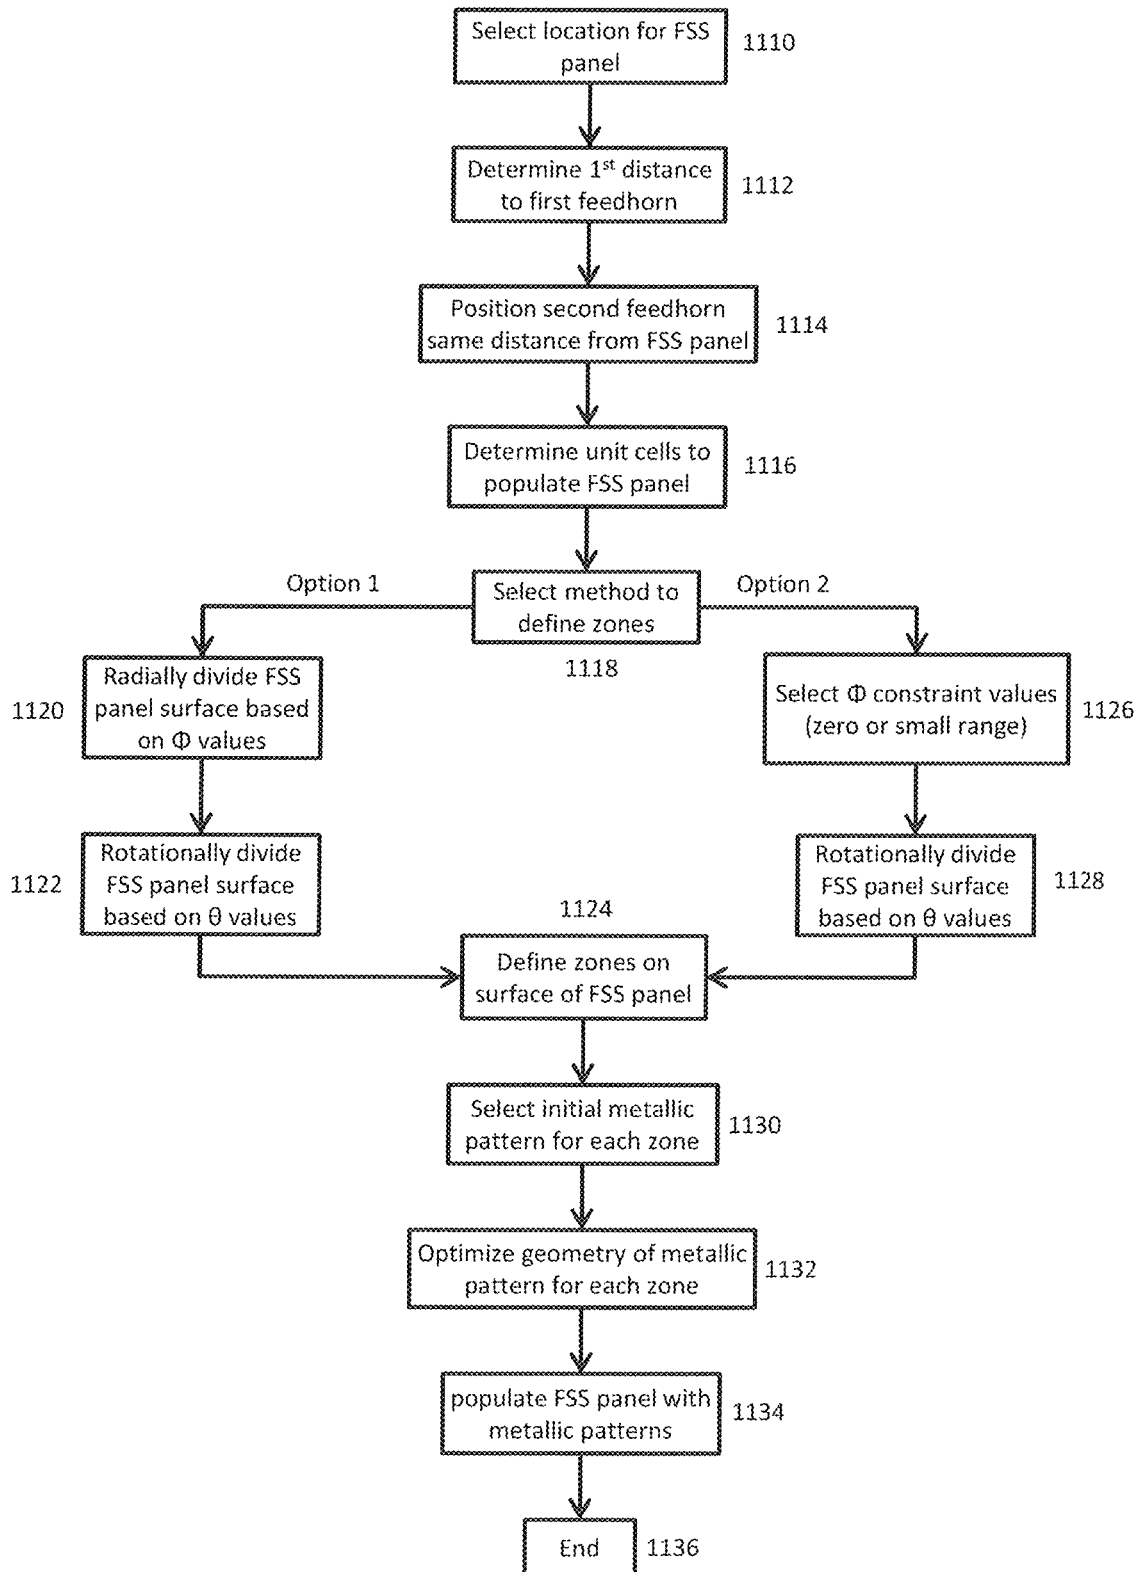 Select location for FSS
panel
1110
Determine 1st distance
to first feedhorn
1112
Position second feedhorn
same distance from FSS panel
1114
Determine unit cells to
populate FSS panel
1116
Option 1
Select method to
define zones
Option 2
1118
Radially divide FSS
panel surface based
on Φ values
1120
Select Φ constraint values
(zero or small range)
1126
Rotationally divide
FSS panel surface
based on θ values
1122
Rotationally divide
FSS panel surface
based on θ values
1128
1124
Define zones on
surface of FSS panel
Select initial metallic
pattern for each zone
1130
Optimize geometry of metallic
pattern for each zone
1132
populate FSS panel with
metallic patterns
1134
End
1136